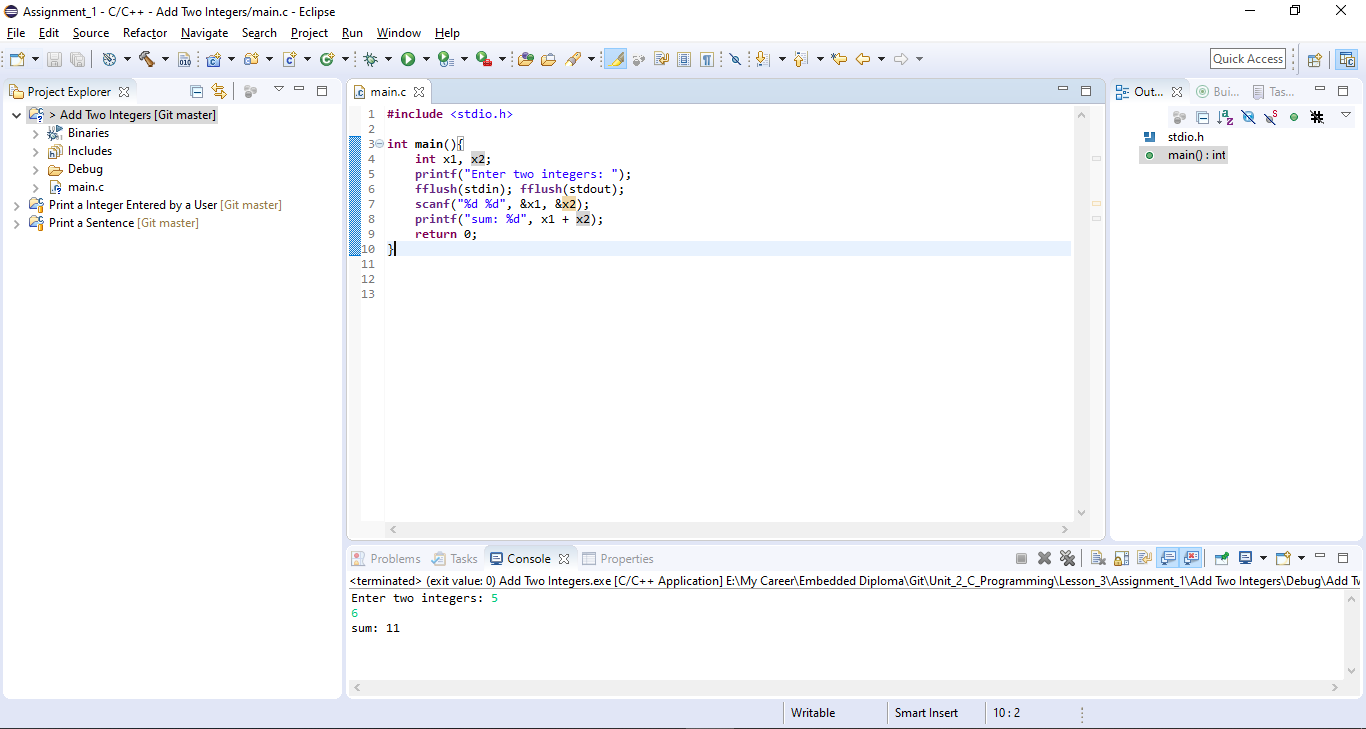 Assignment_1 - C/C++ - Add Two Integers/main.c - Eclipse
File Edit Source Refactor Navigate Search Project Run Window Help
Quick Access
Project Explorer
> Add Two Integers [Git master]
Binaries
Includes
Debug
main.c
Print a Integer Entered by a User [Git master]
Print a Sentence [Git master]
main.c
1 #include <stdio.h>
2
3 int main(){
4 int x1, x2;
5 printf("Enter two integers: ");
6 fflush(stdin); fflush(stdout);
7 scanf("%d %d", &x1, &x2);
8 printf("sum: %d", x1 + x2);
9 return 0;
10 }
11
12
13
Out... Bui... Tas...
stdio.h
main() : int
Problems Tasks Console Properties
<terminated> (exit value: 0) Add Two Integers.exe [C/C++ Application] E:\My Career\Embedded Diploma\Git\Unit_2_C_Programming\Lesson_3\Assignment_1\Add Two Integers\Debug\Add
Enter two integers: 5
6
sum: 11
Writable Smart Insert 10 : 2